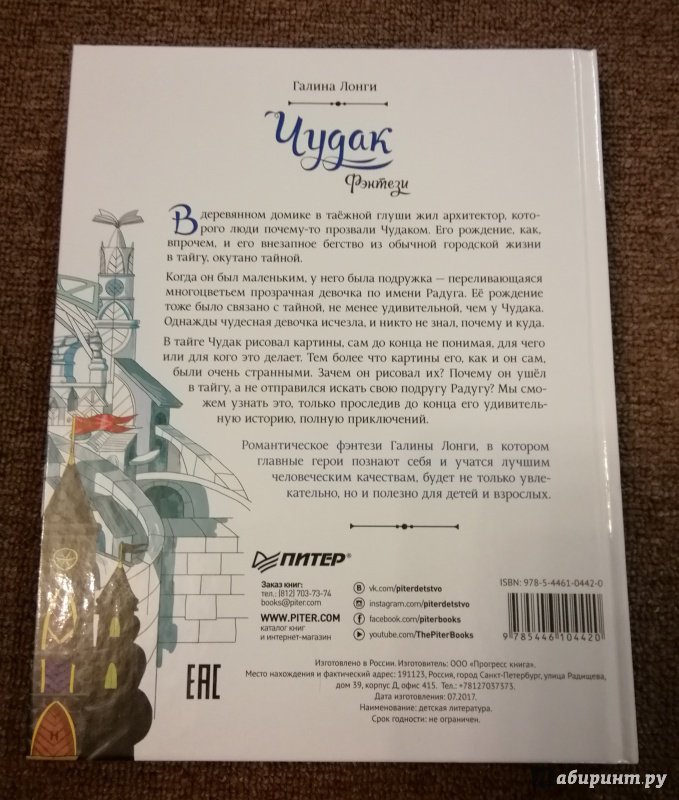 Галина Лонги
Чудак
Фэнтези
В деревянном домике в таёжной глуши жил архитектор, кото-
рого люди почему-то прозвали Чудаком. Его рождение, как,
впрочем, и его внезапное бегство из обычной городской жизни
в тайгу, окутано тайной.
Когда он был маленьким, у него была подружка — переливающаяся
многоцветьем прозрачная девочка по имени Радуга. Её рождение
тоже было связано с тайной, не менее удивительной, чем у Чудака.
Однажды чудесная девочка исчезла, и никто не знал, почему и куда.
В тайге Чудак рисовал картины, сам до конца не понимая, для чего
или для кого это делает. Тем более что картины его, как и он сам,
были очень странными. Зачем он рисовал их? Почему он ушёл
в тайгу, а не отправился искать свою подругу Радугу? Мы смо-
жем узнать это, только проследив до конца его удивитель-
ную историю, полную приключений.
Романтическое фэнтези Галины Лонги, в котором
главные герои познают себя и учатся лучшим
человеческим качествам, будет не только увле-
кательно, но и полезно для детей и взрослых.
ПИТЕР®
Заказ книг:
тел.: (812) 703-73-74
books@piter.com
WWW.PITER.COM
каталог книг
и интернет-магазин
vk.com/piterdetstvo
instagram.com/piterdetstvo
facebook.com/piterbooks
youtube.com/ThePiterBooks
ISBN: 978-5-4461-0442-0
9 785446 104420
EAC
Изготовлено в России. Изготовитель: ООО «Прогресс книга».
Место нахождения и фактический адрес: 191123, Россия, город Санкт-Петербург, улица Радищева,
дом 39, корпус Д, офис 415. Тел.: +78127037373.
Дата изготовления: 07.2017.
Наименование: детская литература.
Срок годности: не ограничен.
абиринт.ру